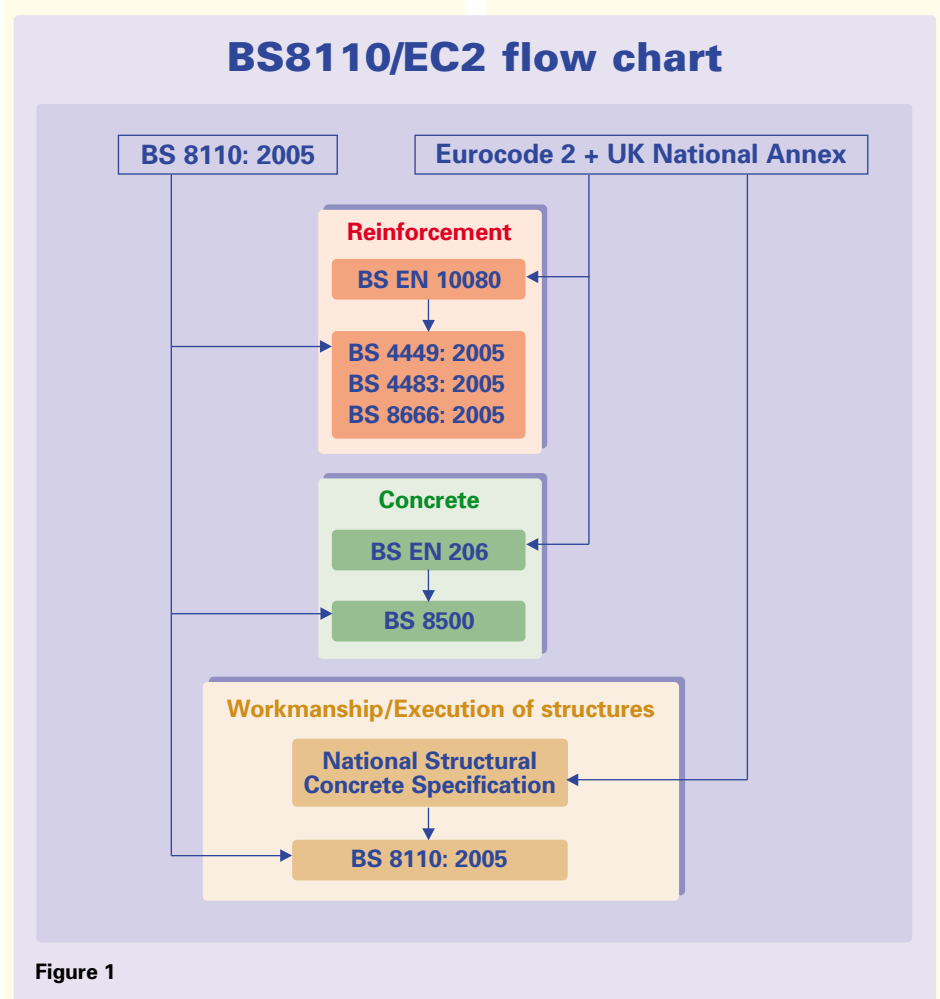 BS8110/EC2 flow chart
BS 8110: 2005
Eurocode 2 + UK National Annex
Reinforcement
BS EN 10080
BS 4449: 2005
BS 4483: 2005
BS 8666: 2005
Concrete
BS EN 206
BS 8500
Workmanship/Execution of structures
National Structural
Concrete Specification
BS 8110: 2005
Figure 1